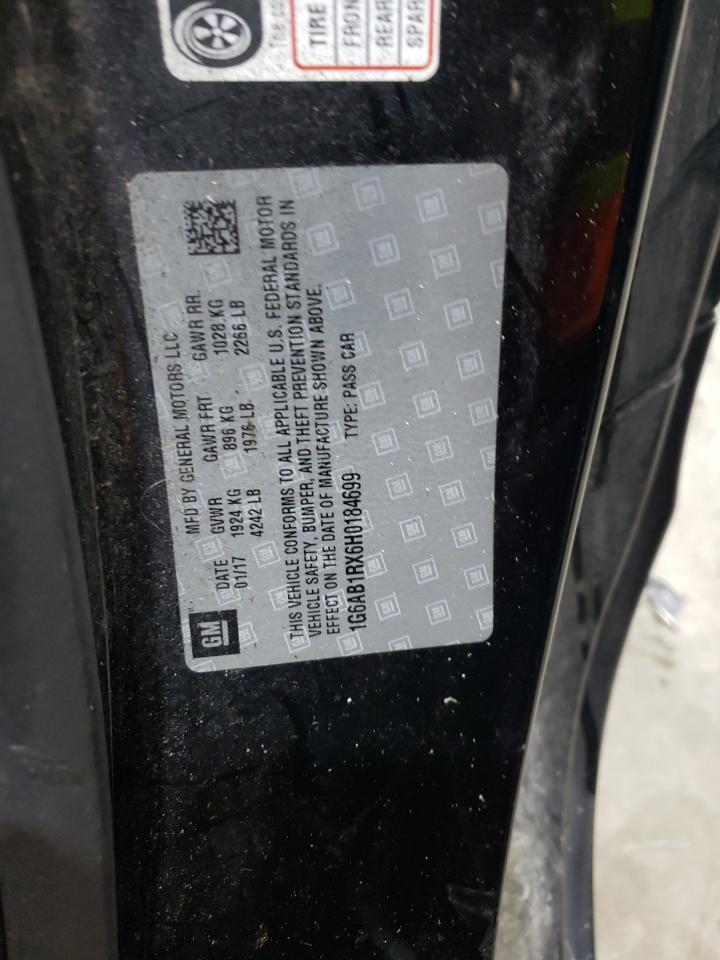 The co
TIRE
FRON
REAR
SPAR
MFD BY GENERAL MOTORS LLC
DATE GVWR GAWR FRT GAWR RR.
01/17 1924 KG 896 KG 1028 KG
4242 LB 1976 LB 2266 LB
THIS VEHICLE CONFORMS TO ALL APPLICABLE U.S. FEDERAL MOTOR
VEHICLE SAFETY, BUMPER, AND THEFT PREVENTION STANDARDS IN
EFFECT ON THE DATE OF MANUFACTURE SHOWN ABOVE.
1G6AB1RX6H0184699 TYPE: PASS CAR
GM